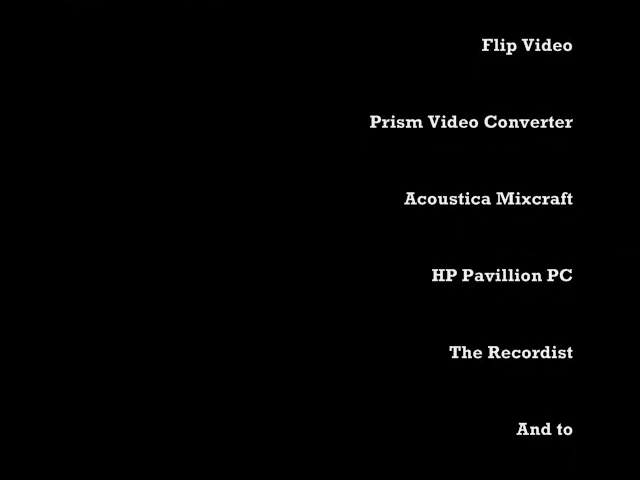 Flip Video
Prism Video Converter
Acoustica Mixcraft
HP Pavillion PC
The Recordist
And to